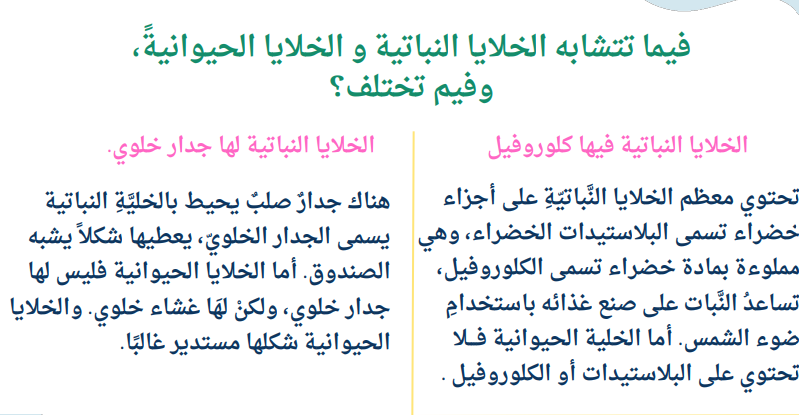 فيما تتشابه الخلايا النباتية و الخلايا الحيوانيةً،
وفيم تختلف؟
الخلايا النباتية فيها كلوروفيل
تحتوي معظم الخلايا النَّباتيّةِ على أجزاء
خضراء تسمى البلاستيدات الخضراء، وهي
مملوءة بمادة خضراء تسمى الكلوروفيل،
تساعدُ النَّبات على صنع غذائه باستخدامِ
ضوء الشمس. أما الخلية الحيوانية فـلا
تحتوي على البلاستيدات أو الكلوروفيل .
الخلايا النباتية لها جدار خلوي.
هناك جدارٌ صلبٌ يحيط بالخليَّةِ النباتية
يسمى الجدار الخلويّ، يعطيها شكلاً يشبه
الصندوق. أما الخلايا الحيوانية فليس لها
جدار خلوي، ولكنْ لهَا غشاء خلوي. والخلايا
الحيوانية شكلها مستدير غالبًا.